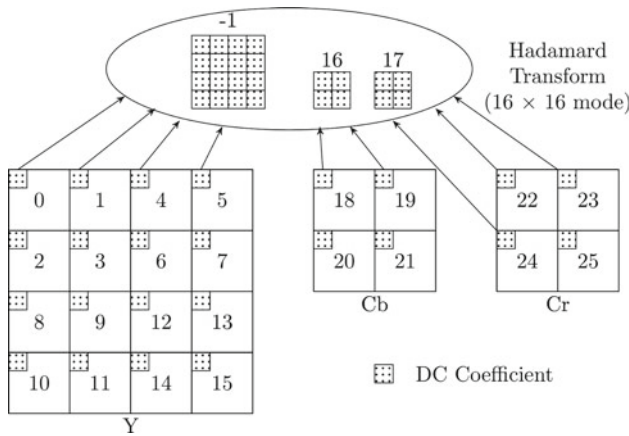 -1
16 17
Hadamard
Transform
(16 × 16 mode)
0 1 4 5 18 19 22 23
2 3 6 7 20 21 24 25
Cb Cr
8 9 12 13
10 11 14 15
DC Coefficient
Y